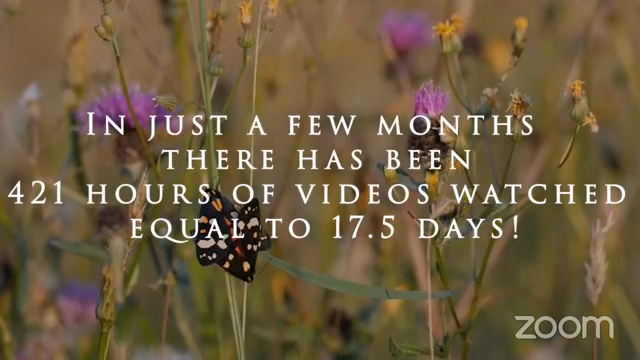 In just a few months
there has been
421 hours of videos watched
equal to 17.5 days!
zoom